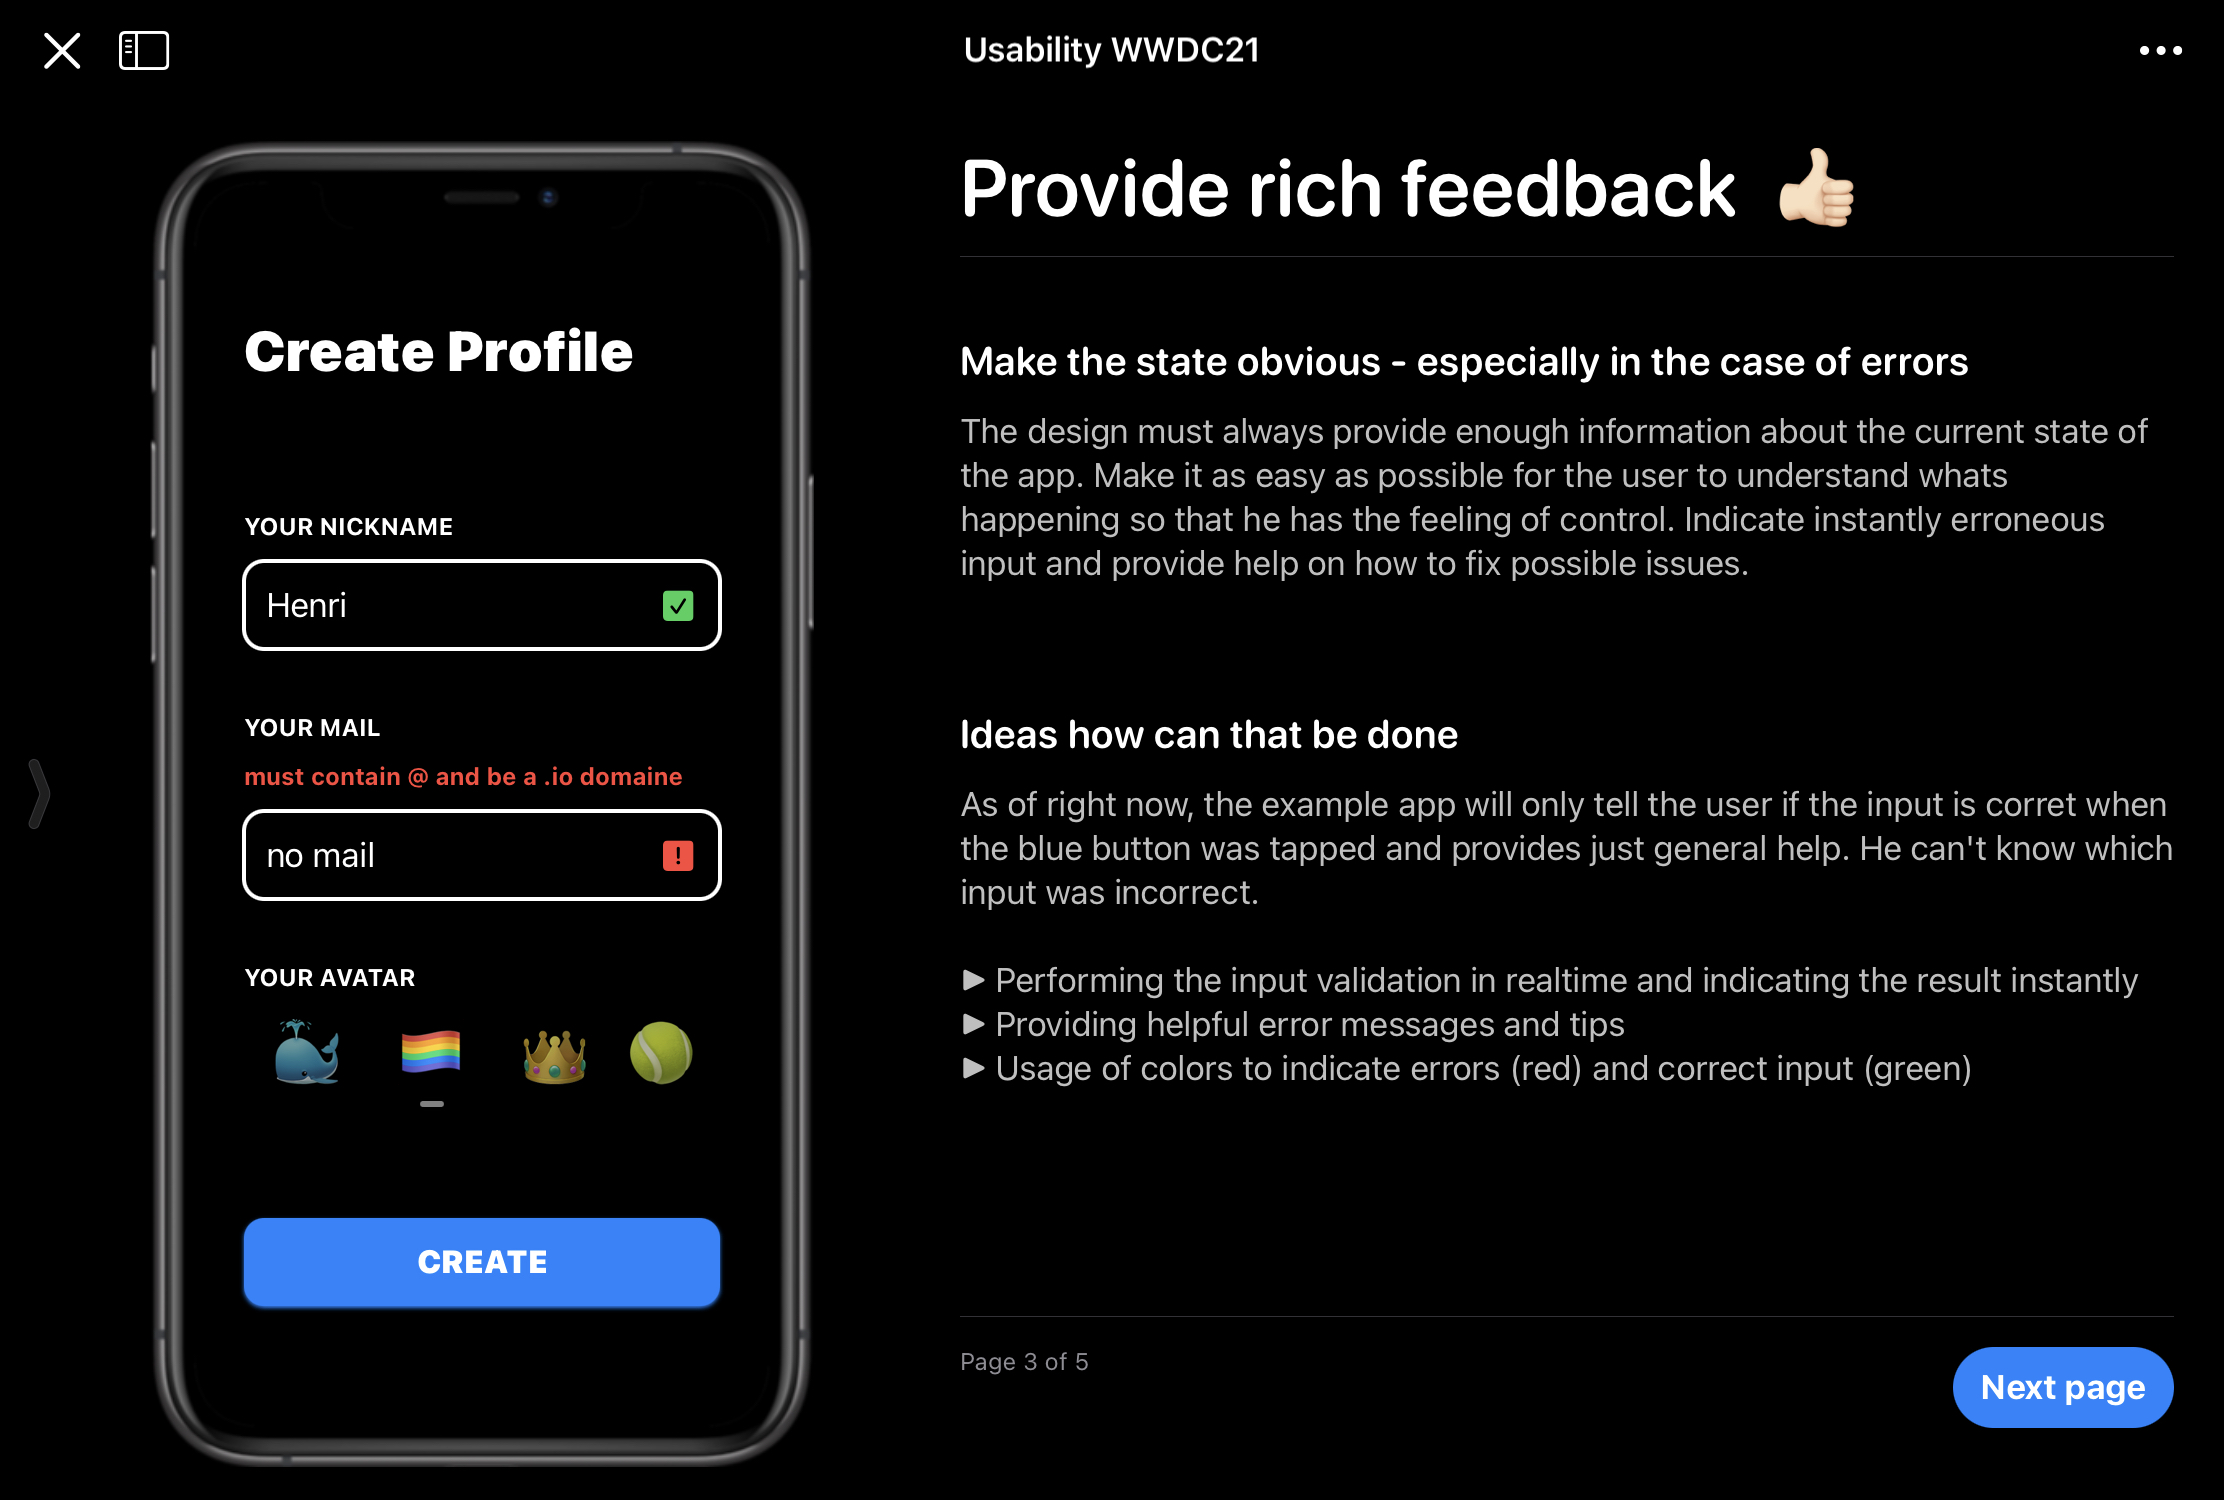 Usability WWDC21
Create Profile
YOUR NICKNAME
Henri
YOUR MAIL
must contain @ and be a .io domaine
no mail
YOUR AVATAR
CREATE
Provide rich feedback
Make the state obvious - especially in the case of errors
The design must always provide enough information about the current state of
the app. Make it as easy as possible for the user to understand whats
happening so that he has the feeling of control. Indicate instantly erroneous
input and provide help on how to fix possible issues.
Ideas how can that be done
As of right now, the example app will only tell the user if the input is corret when
the blue button was tapped and provides just general help. He can't know which
input was incorrect.
► Performing the input validation in realtime and indicating the result instantly
► Providing helpful error messages and tips
► Usage of colors to indicate errors (red) and correct input (green)
Page 3 of 5
Next page